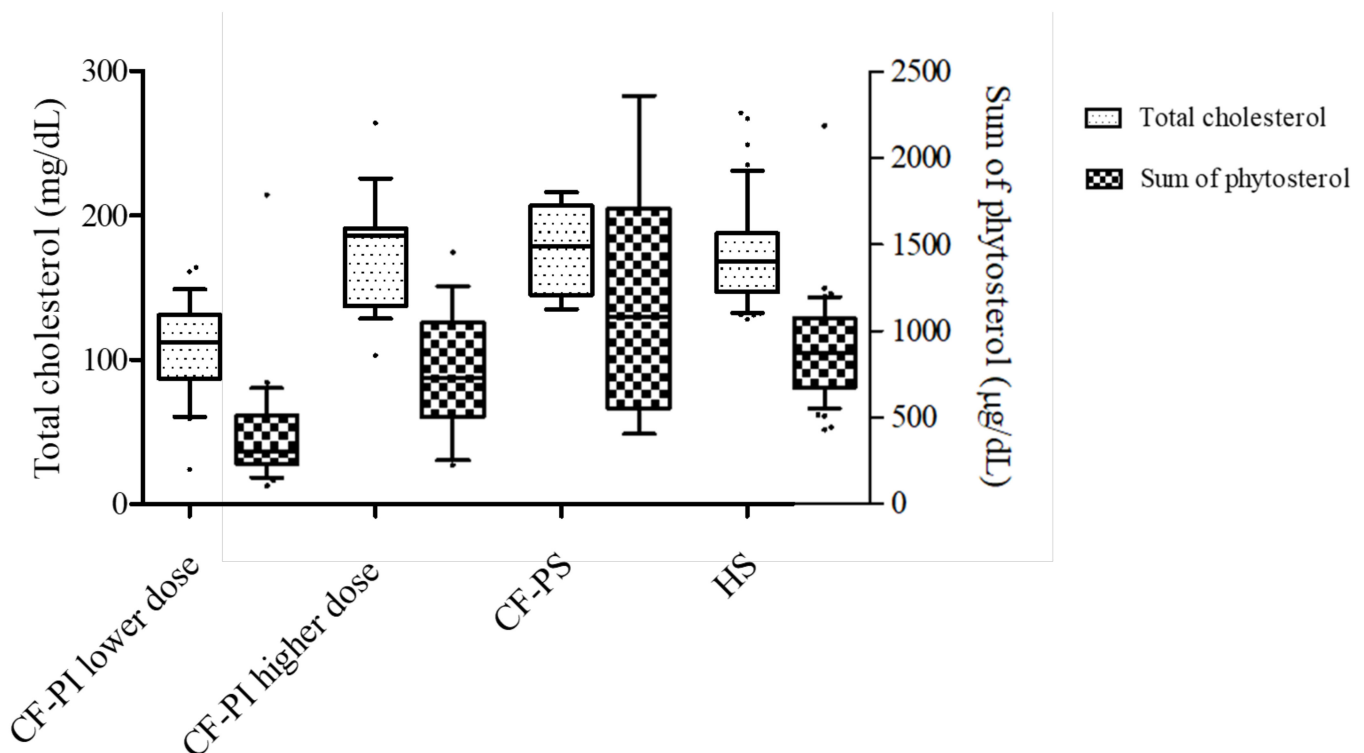 Total cholesterol (mg/dL)
300
200
100
0
2500
2000
1500
1000
500
0
Sum of phytosterol (µg/dL)
Total cholesterol
Sum of phytosterol
CF-PI lower dose
CF-PI higher dose
CF-PS
HS